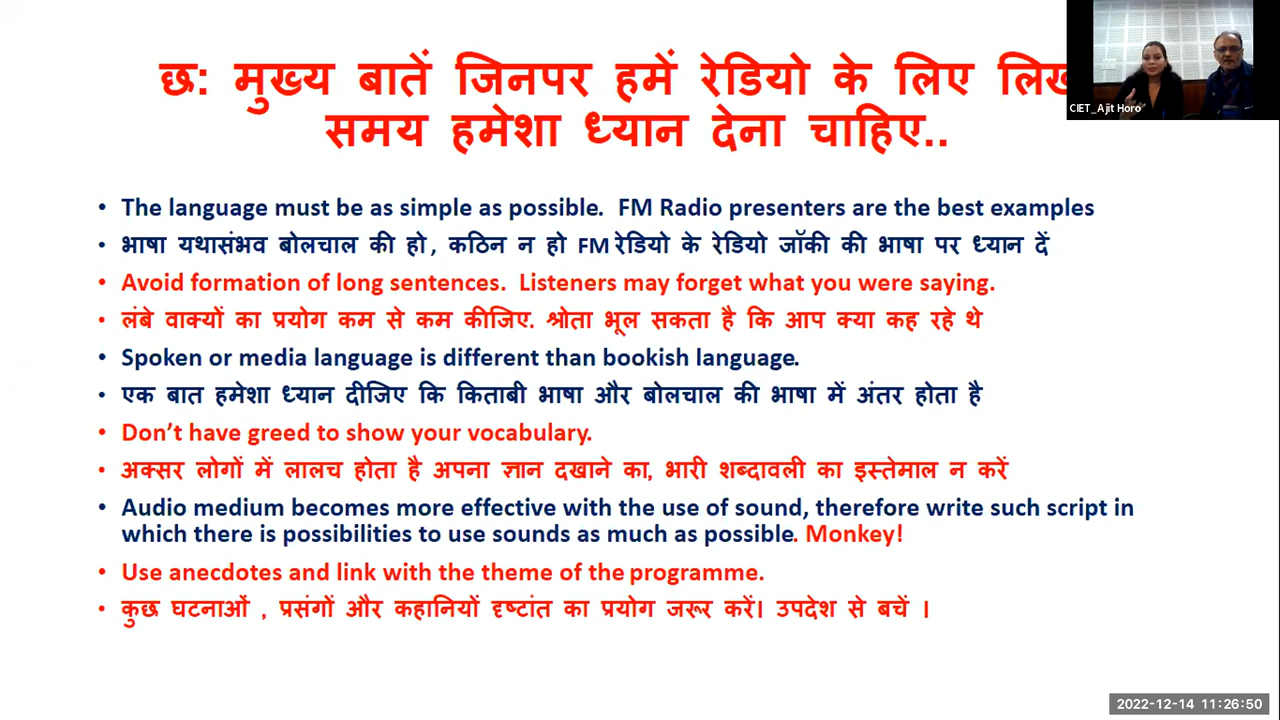 छ: मुख्य बातें जिनपर हमें रेडियो के लिए
समय हमेशा ध्यान देना चाहिए..
CIET_Ajit Horo
• The language must be as simple as possible. FM Radio presenters are the best examples
• भाषा यथासंभव बोलचाल की हो, कठिन न हो FM रेडियो के रेडियो जॉकी की भाषा पर ध्यान दें
• Avoid formation of long sentences. Listeners may forget what you were saying.
• लंबे वाक्यों का प्रयोग कम से कम कीजिए. श्रोता भूल सकता है कि आप क्या कह रहे थे
• Spoken or media language is different than bookish language.
• एक बात हमेशा ध्यान दीजिए कि किताबी भाषा और बोलचाल की भाषा में अंतर होता है
• Don’t have greed to show your vocabulary.
• अक्सर लोगों में लालच होता है अपना ज्ञान दखाने का, भारी शब्दावली का इस्तेमाल न करें
• Audio medium becomes more effective with the use of sound, therefore write such script in
which there is possibilities to use sounds as much as possible. Monkey!
• Use anecdotes and link with the theme of the programme.
• कुछ घटनाओं , प्रसंगों और कहानियों दृष्टांत का प्रयोग जरूर करें। उपदेश से बचें ।
2022-12-14 11:26:50